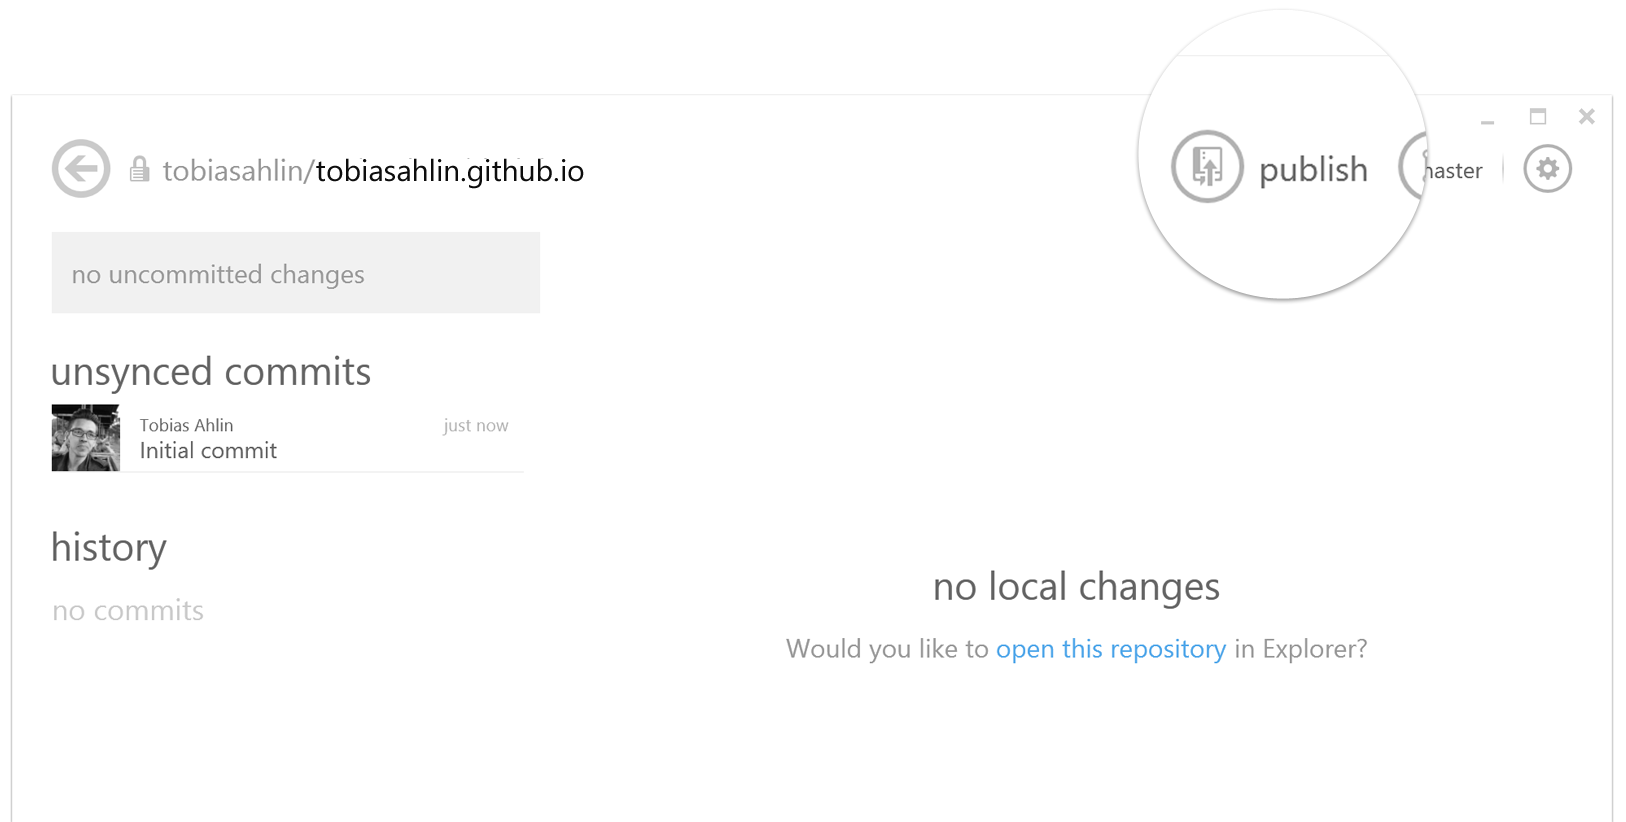 tobiasahlin/tobiasahlin.github.io
publish
master
no uncommitted changes
unsynced commits
Tobias Ahlin just now
Initial commit
history
no commits
no local changes
Would you like to open this repository in Explorer?